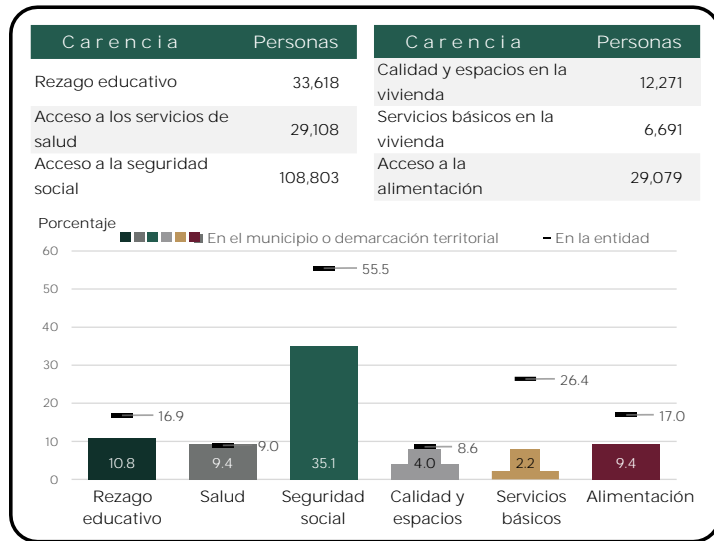 Carencia Personas
Rezago educativo 33,618
Acceso a los servicios de
salud 29,108
Acceso a la seguridad
social 108,803
Carencia Personas
Calidad y espacios en la
vivienda 12,271
Servicios básicos en la
vivienda 6,691
Acceso a la
alimentación 29,079
Porcentaje
En el municipio o demarcación territorial En la entidad
60
50
40
30
20
10
0
55.5
26.4
16.9
17.0
9.0
8.6
10.8
9.4
35.1
4.0
2.2
9.4
Rezago
educativo
Salud
Seguridad
social
Calidad y
espacios
Servicios
básicos
Alimentación